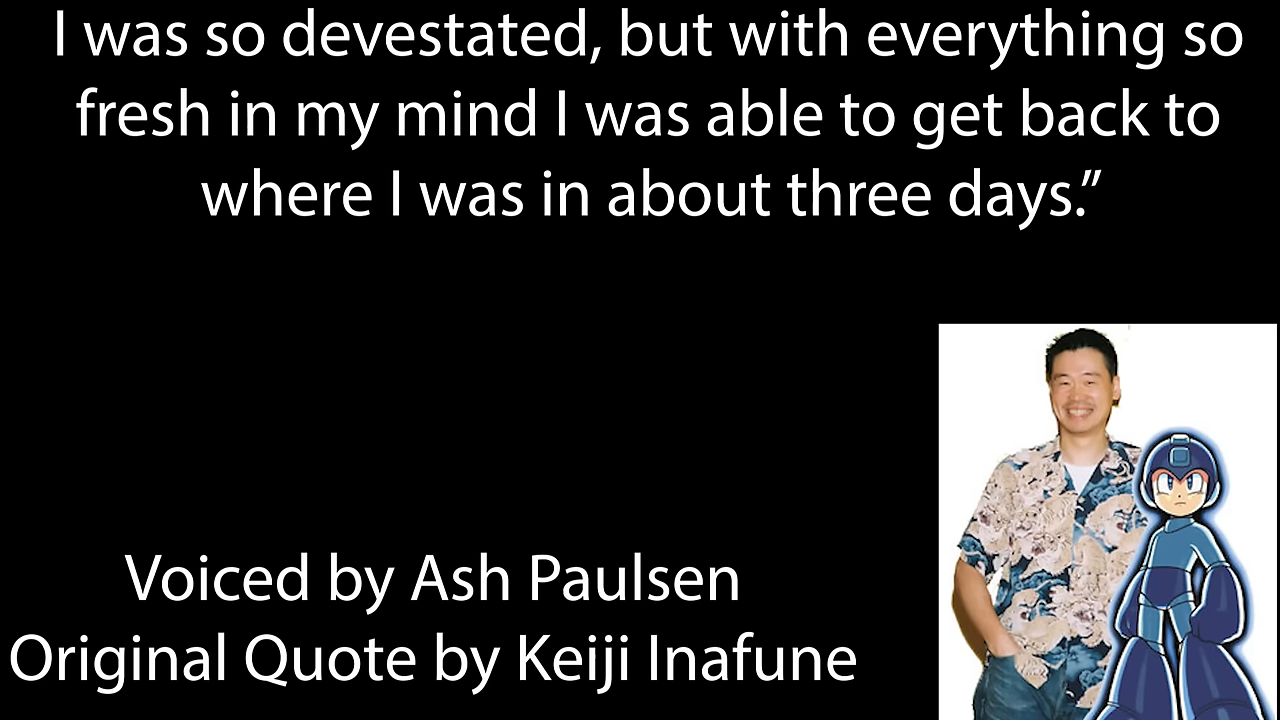 I was so devestated, but with everything so
fresh in my mind I was able to get back to
where I was in about three days.”
Voiced by Ash Paulsen
Original Quote by Keiji Inafune